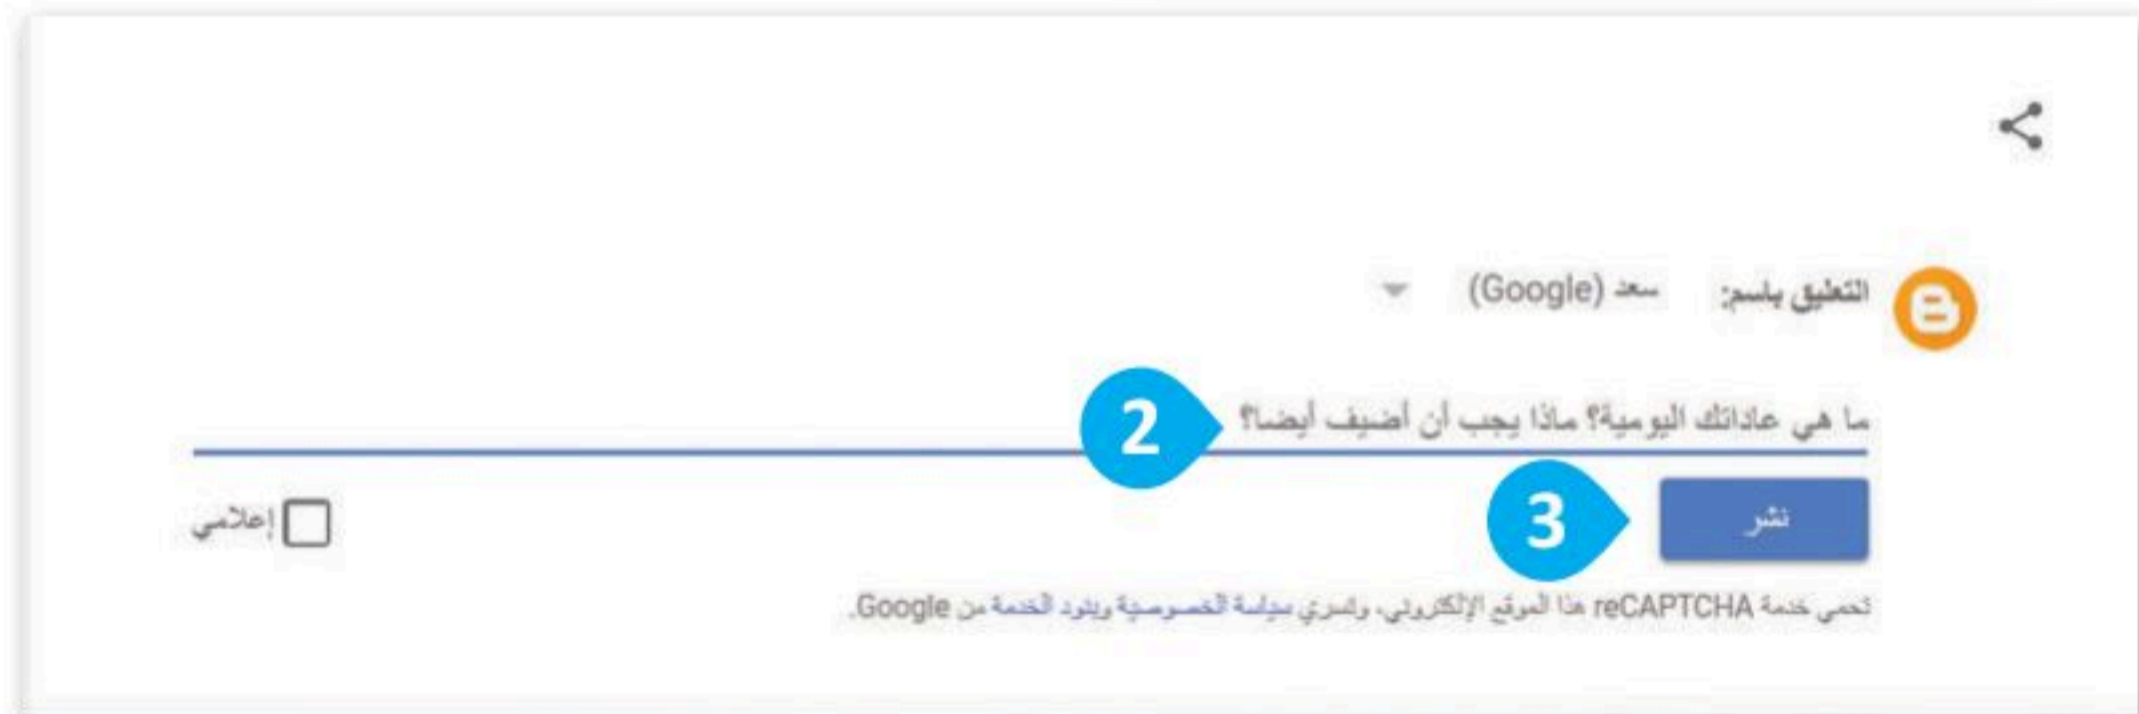 التعليق باسم: سعد (Google)
ما هي عاداتك اليومية؟ ماذا يجب أن أضيف أيضا؟
2
نشر
3
إعلامي
تحمي خدمة reCAPTCHA هذا الموقع الإلكتروني، وتسري سياسة الخصوصية وبنود الخدمة من Google.